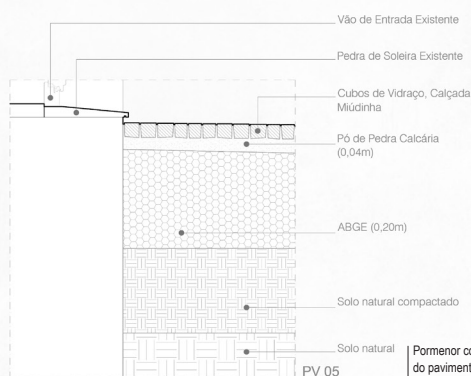 Vão de Entrada Existente
Pedra de Soleira Existente
Cubos de Vidraço, Calçada
Miúdinha
Pó de Pedra Calcária
(0,04m)
ABGE (0,20m)
Solo natural compactado
Solo natural
PV 05
Pormenor co
do paviment